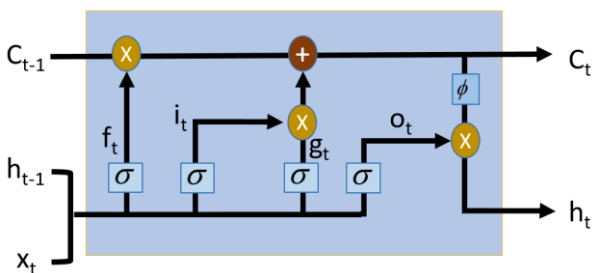 C_{t-1}
X
+
C_t
ϕ
i_t
X
o_t
X
f_t
g_t
h_{t-1}
σ
σ
σ
σ
h_t
x_t